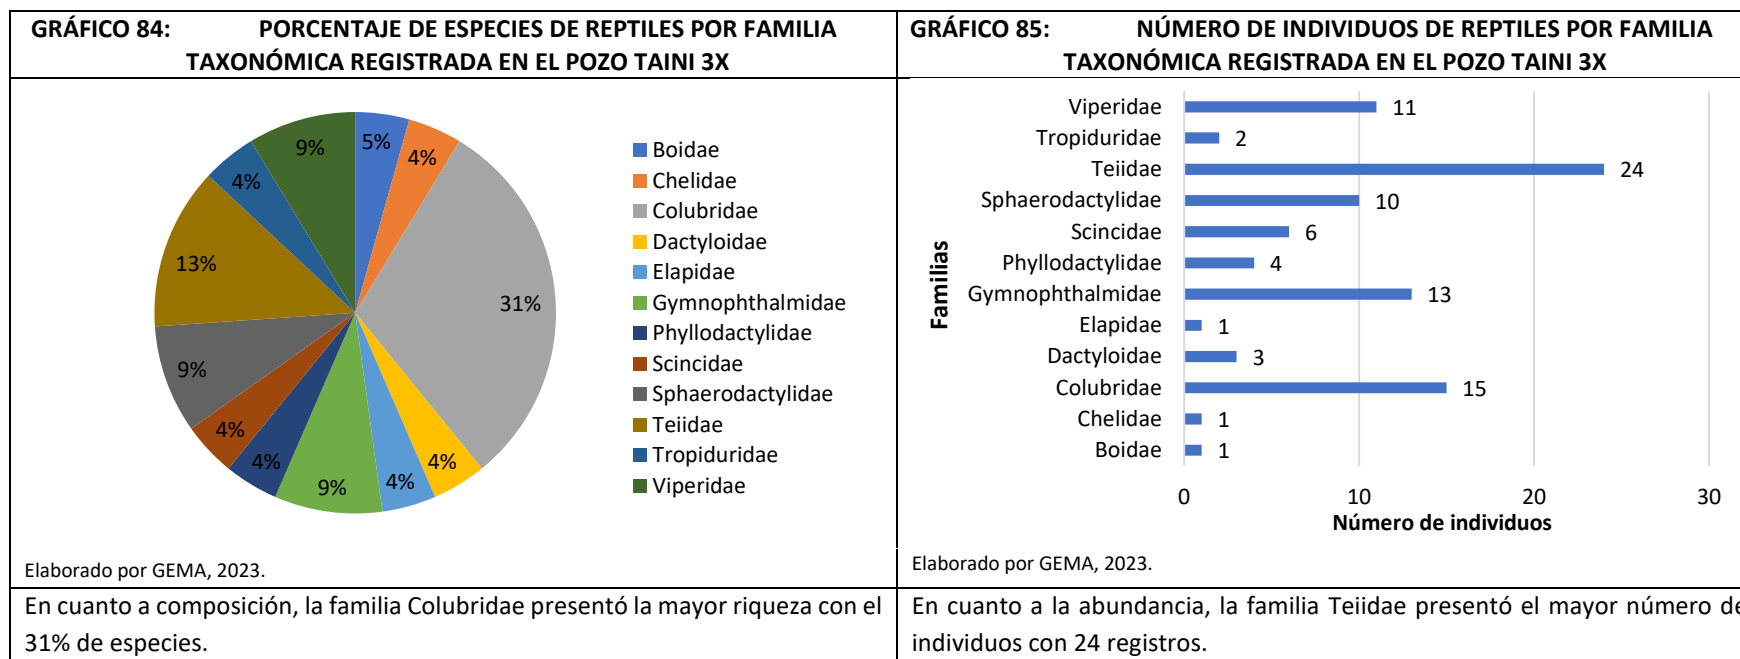 GRÁFICO 84: PORCENTAJE DE ESPECIES DE REPTILES POR FAMILIA
TAXONÓMICA REGISTRADA EN EL POZO TAINI 3X
5%
4%
31%
4%
4%
9%
4%
4%
9%
13%
4%
9%
Boidae
Chelidae
Colubridae
Dactyloidae
Elapidae
Gymnophthalmidae
Phyllodactylidae
Scincidae
Sphaerodactylidae
Teiidae
Tropiduridae
Viperidae
Elaborado por GEMA, 2023.
En cuanto a composición, la familia Colubridae presentó la mayor riqueza con el
31% de especies.
GRÁFICO 85: NÚMERO DE INDIVIDUOS DE REPTILES POR FAMILIA
TAXONÓMICA REGISTRADA EN EL POZO TAINI 3X
Familias
Viperidae 11
Tropiduridae 2
Teiidae 24
Sphaerodactylidae 10
Scincidae 6
Phyllodactylidae 4
Gymnophthalmidae 13
Elapidae 1
Dactyloidae 3
Colubridae 15
Chelidae 1
Boidae 1
0 10 20 30
Número de individuos
Elaborado por GEMA, 2023.
En cuanto a la abundancia, la familia Teiidae presentó el mayor número de
individuos con 24 registros.